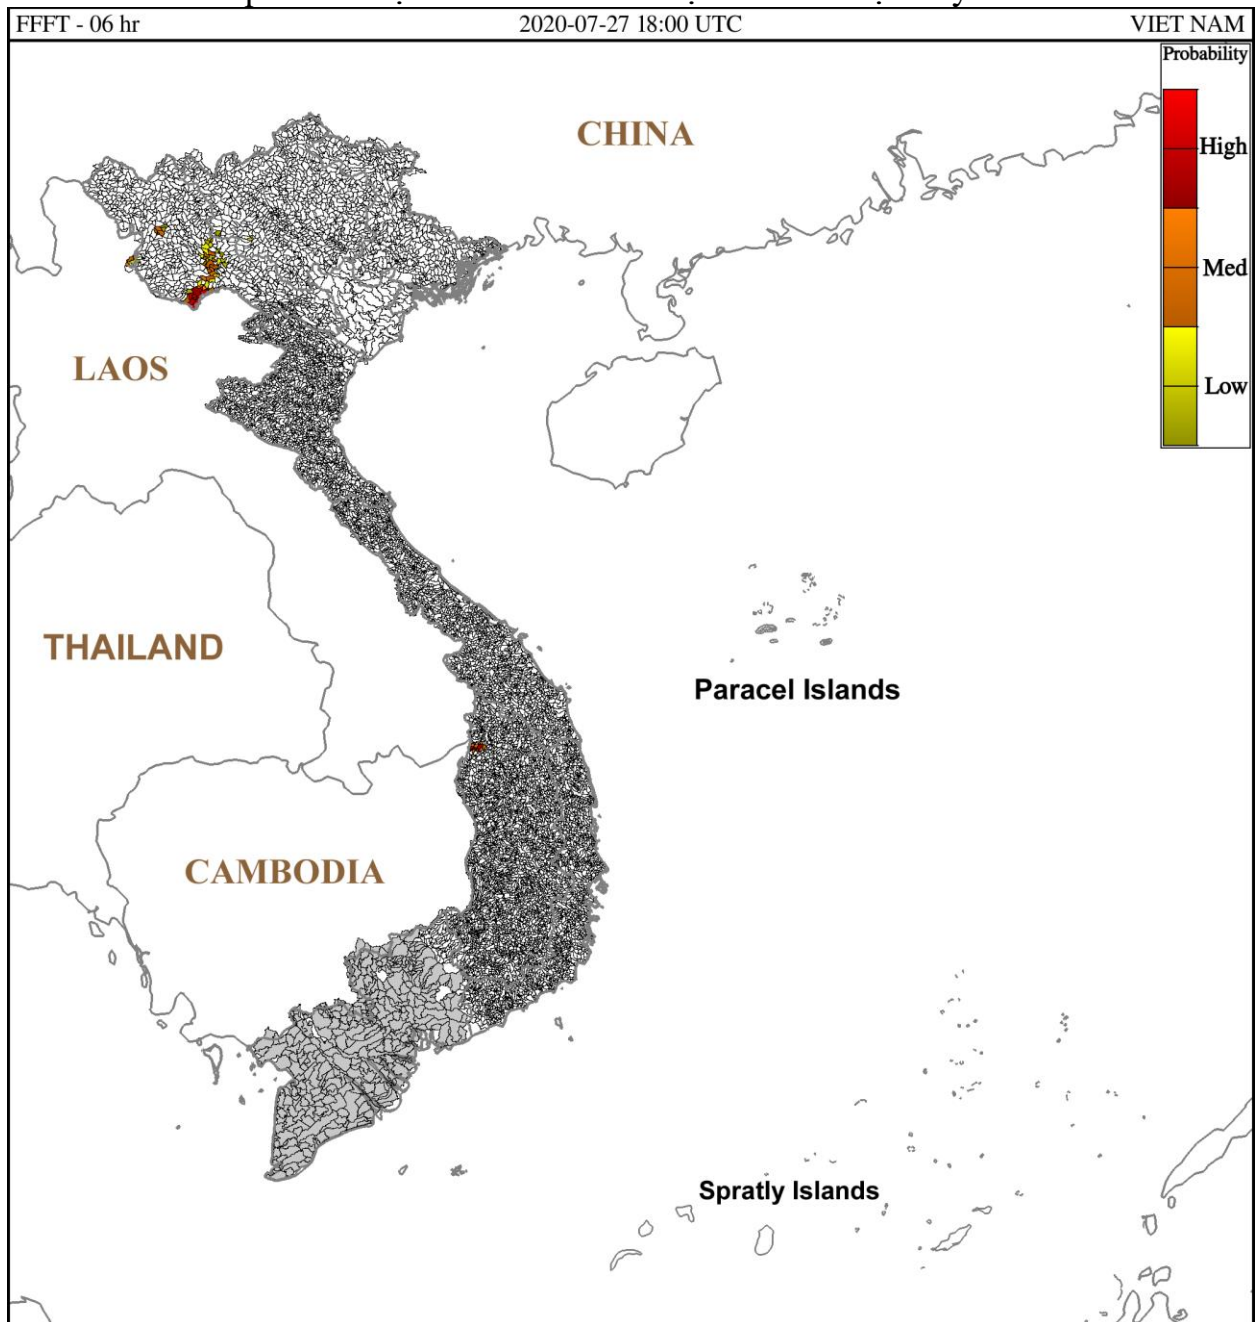 FFFT - 06 hr 2020-07-27 18:00 UTC VIET NAM
Probability
CHINA
High
Med
LAOS
Low
THAILAND
Paracel Islands
CAMBODIA
Spratly Islands